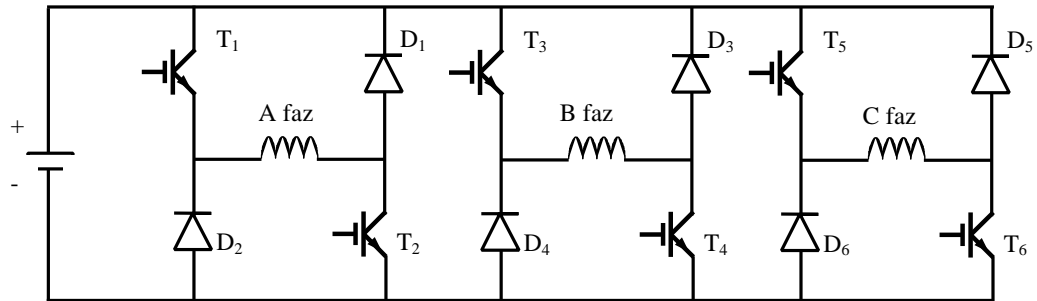 T₁
D₁
T₃
D₃
T₅
D₅
A faz
B faz
C faz
+
-
D₂
T₂
D₄
T₄
D₆
T₆